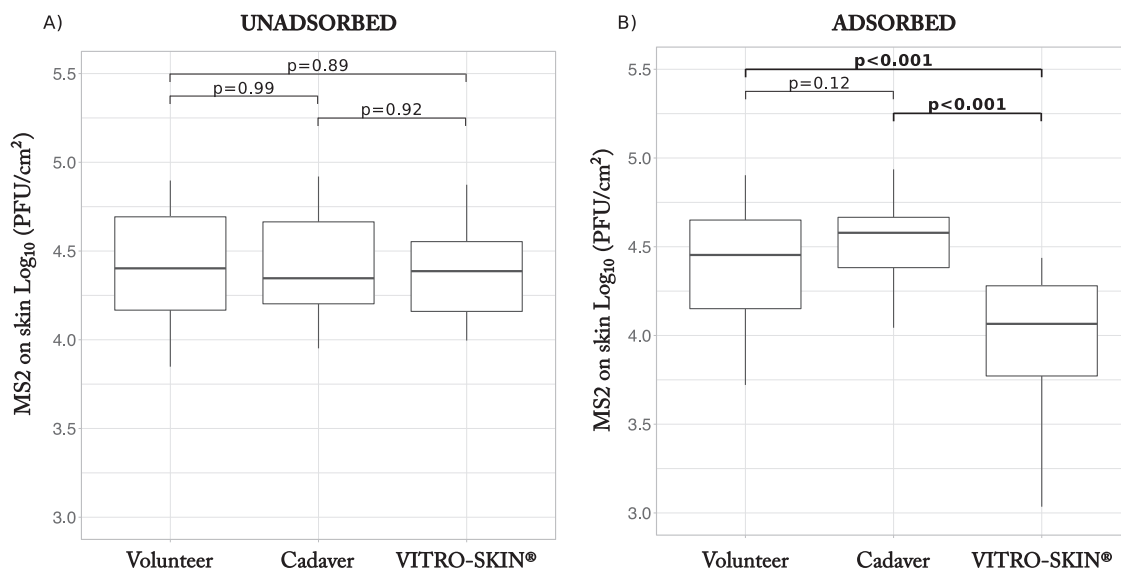 A)
UNADSORBED
MS2 on skin Log₁₀ (PFU/cm²)
5.5
5.0
4.5
4.0
3.5
3.0
p=0.89
p=0.99
p=0.92
Volunteer
Cadaver
VITRO-SKIN®
B)
ADSORBED
MS2 on skin Log₁₀ (PFU/cm²)
5.5
5.0
4.5
4.0
3.5
3.0
p<0.001
p=0.12
p<0.001
Volunteer
Cadaver
VITRO-SKIN®